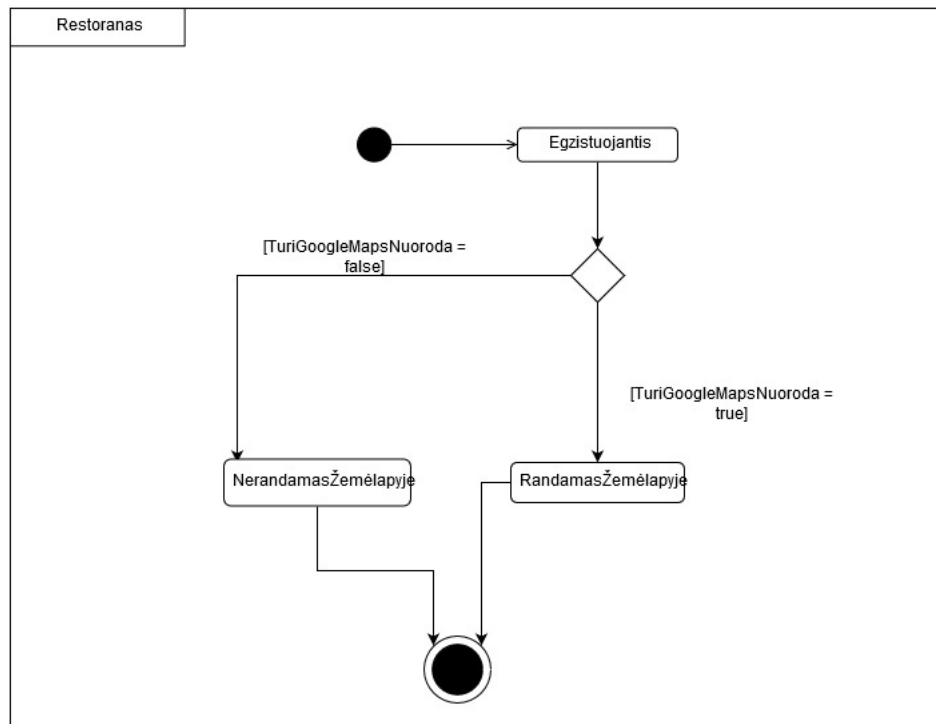 Restoranas
Egzistuojantis
[TuriGoogleMapsNuoroda =
false]
[TuriGoogleMapsNuoroda =
true]
NerandamasŽemėlapyje
RandamasŽemėlapyje